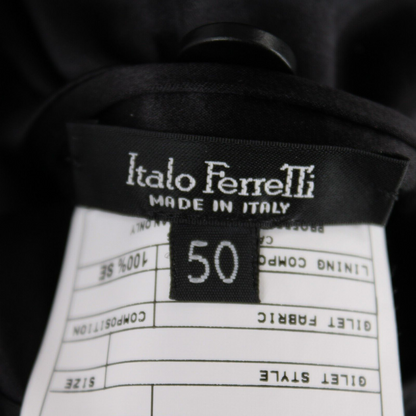 Italo Ferretti
MADE IN ITALY
50
GILET STYLE
SIZE
GILET FABRIC
COMPOSITION
LINING COMPO
100% SE